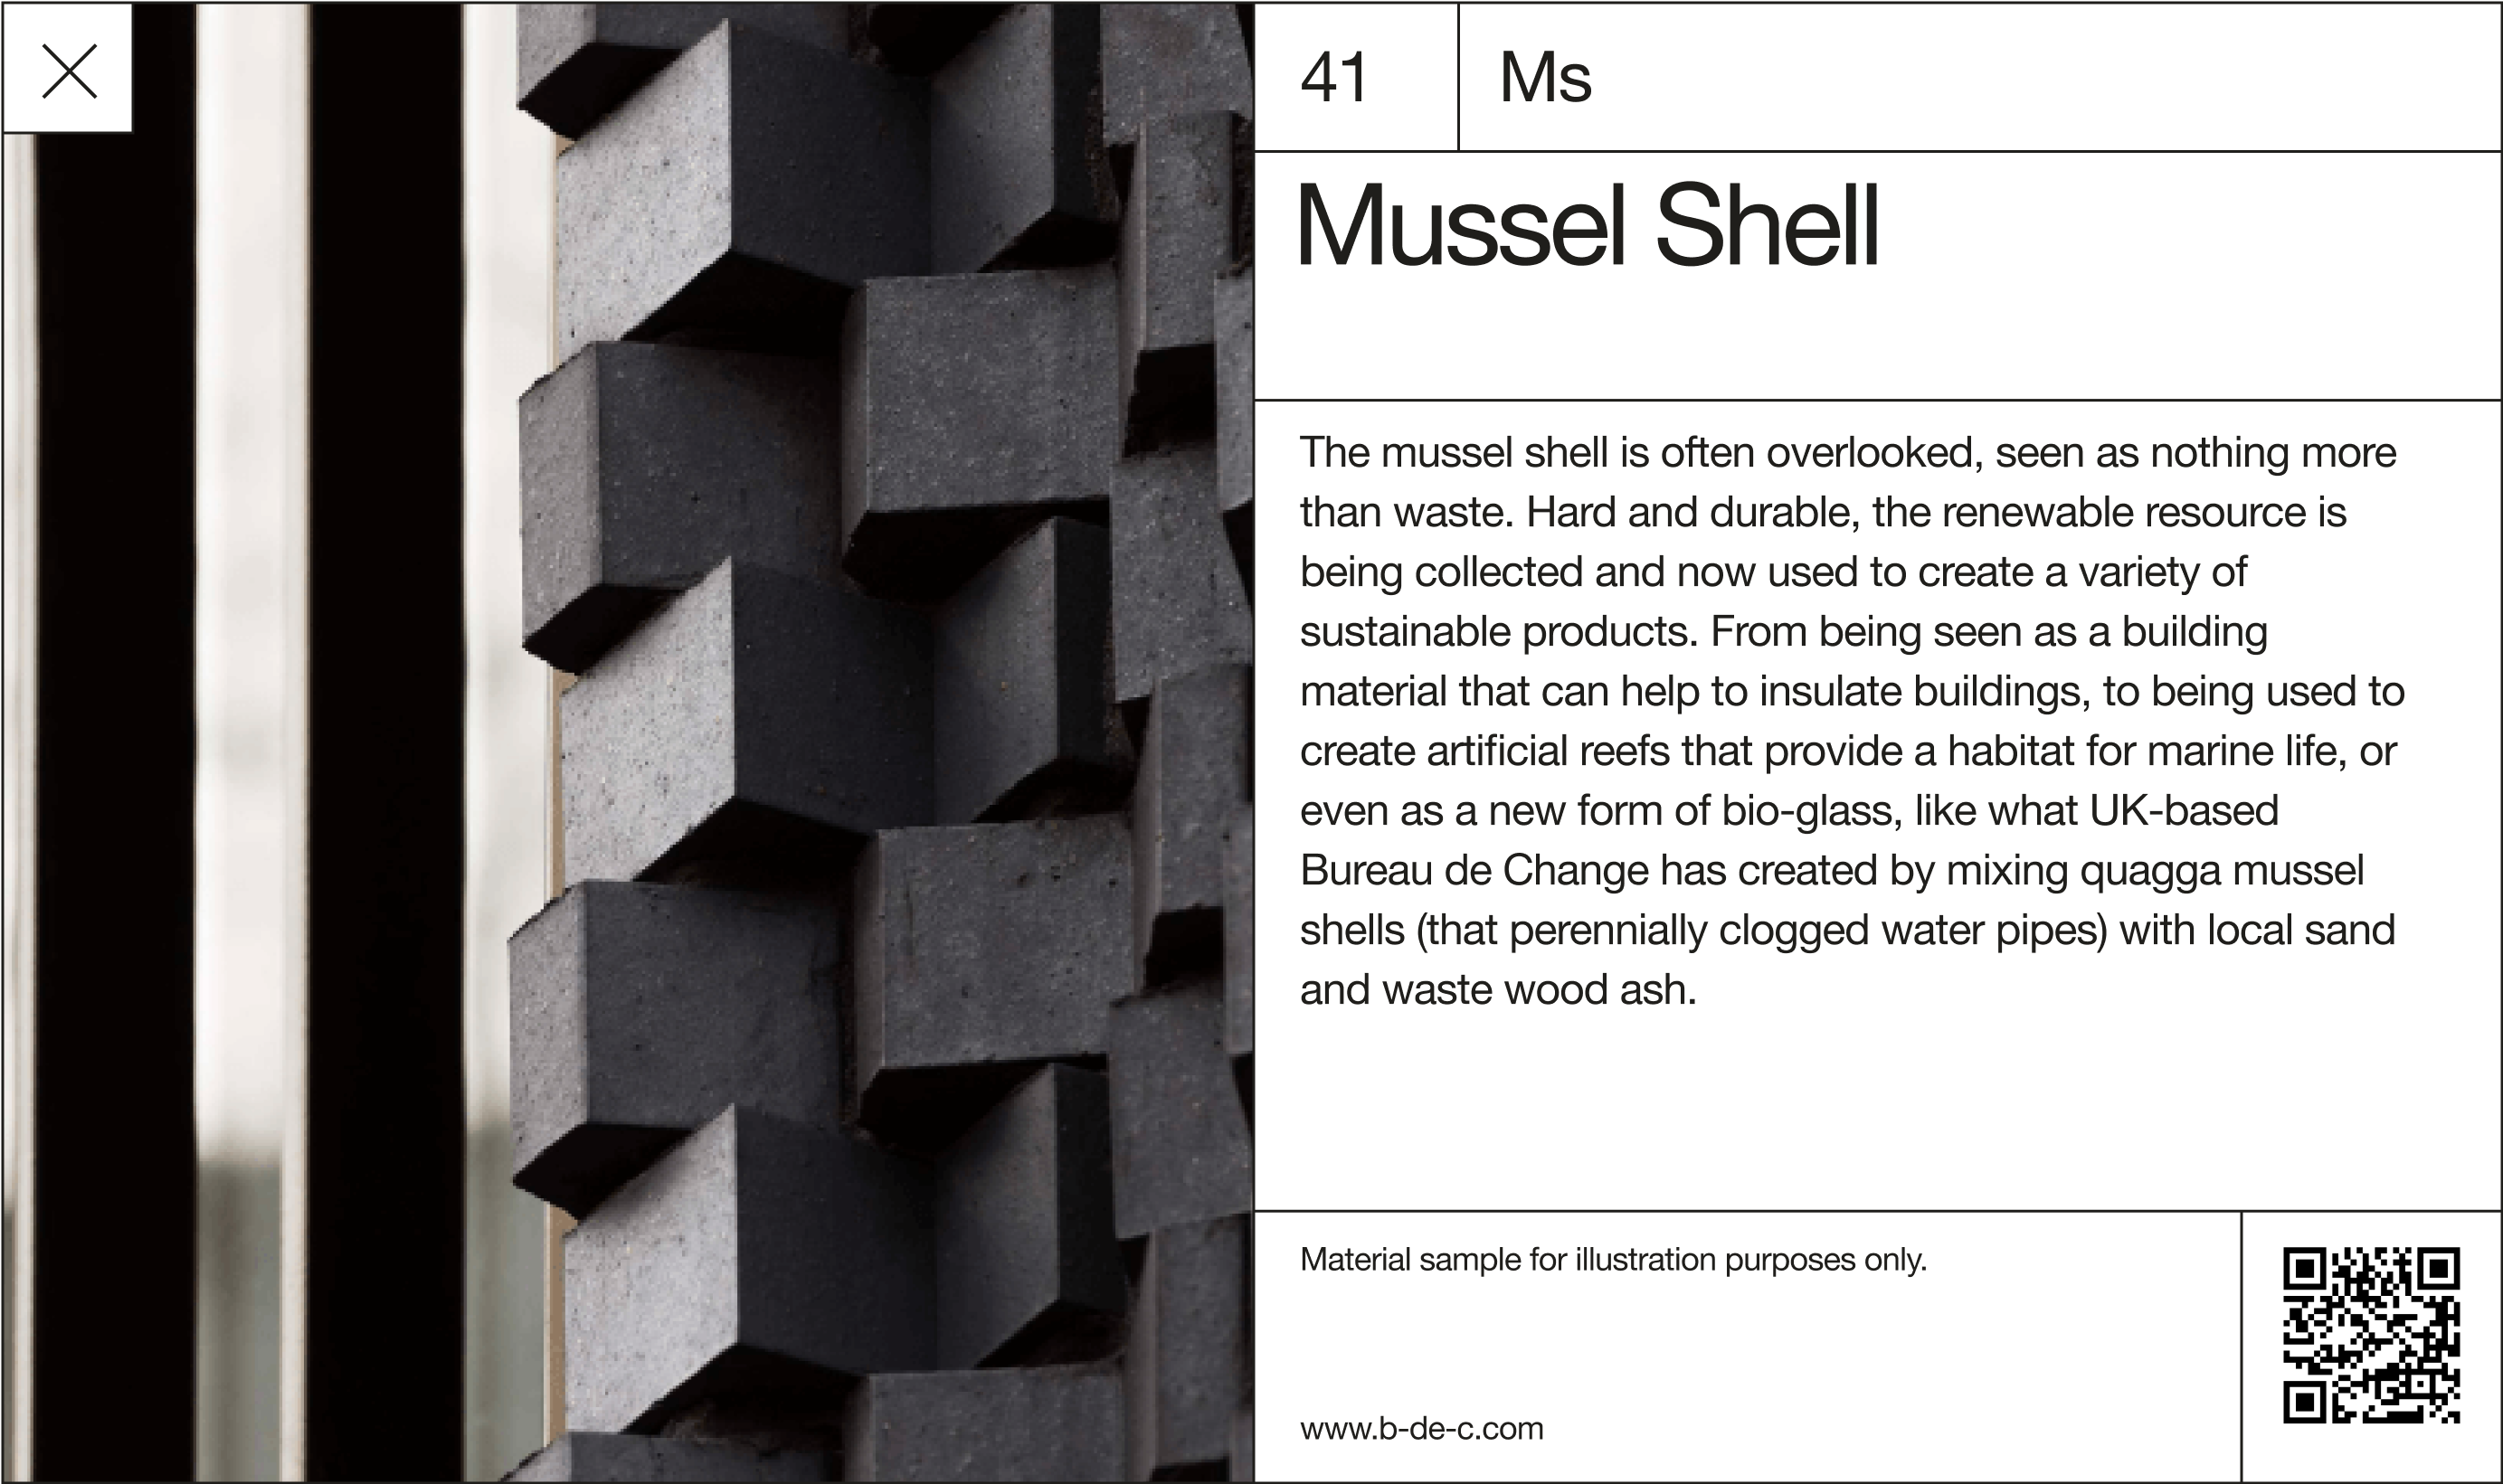 41
Ms
Mussel Shell
The mussel shell is often overlooked, seen as nothing more
than waste. Hard and durable, the renewable resource is
being collected and now used to create a variety of
sustainable products. From being seen as a building
material that can help to insulate buildings, to being used to
create artificial reefs that provide a habitat for marine life, or
even as a new form of bio-glass, like what UK-based
Bureau de Change has created by mixing quagga mussel
shells (that perennially clogged water pipes) with local sand
and waste wood ash.
Material sample for illustration purposes only.
www.b-de-c.com